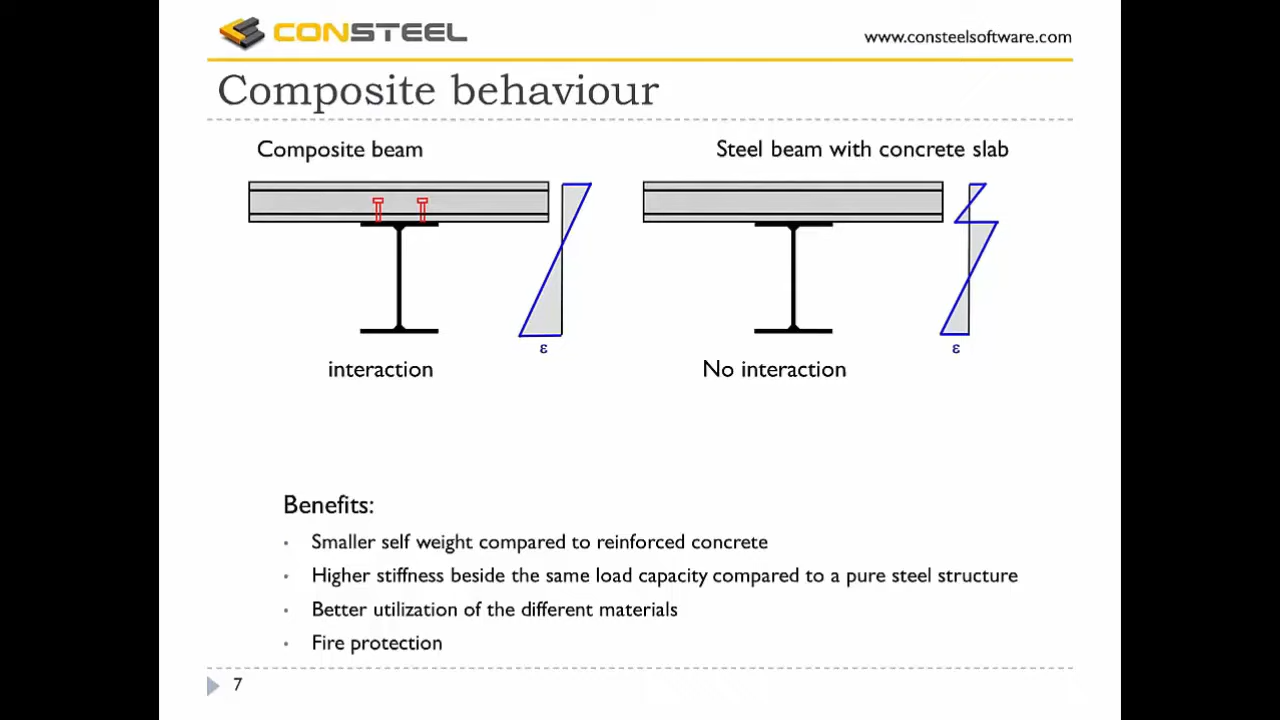 CONSTEEL
www.consteelsoftware.com
Composite behaviour
Composite beam
Steel beam with concrete slab
ε
ε
interaction
No interaction
Benefits:
• Smaller self weight compared to reinforced concrete
• Higher stiffness beside the same load capacity compared to a pure steel structure
• Better utilization of the different materials
• Fire protection
7